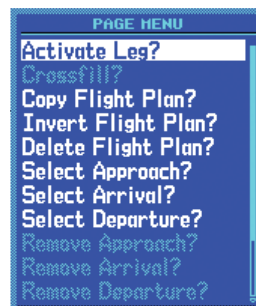 PAGE MENU
Activate Leg?
Crossfill?
Copy Flight Plan?
Invert Flight Plan?
Delete Flight Plan?
Select Approach?
Select Arrival?
Select Departure?
Remove Approach?
Remove Arrival?
Remove Departure?